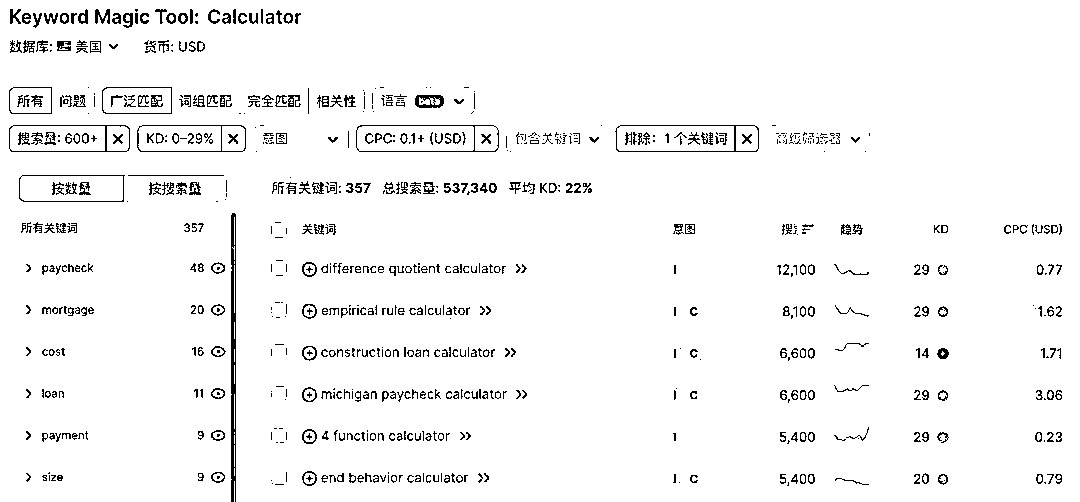 Keyword Magic Tool: Calculator
数据库: 美国 货币: USD
所有 问题 广泛匹配 词组匹配 完全匹配 相关性 语言 beta
搜索量: 600+ KD: 0-29% 意图 CPC: 0.1+ (USD) 包含关键词 排除: 1 个关键词 高级筛选器
按数量 按搜索量 所有关键词: 357 总搜索量: 537,340 平均 KD: 22%
所有关键词 357 关键词 意图 趋势 KD CPC (USD)
paycheck 48 difference quotient calculator I 12,100 29 0.77
mortgage 20 empirical rule calculator I C 8,100 29 1.62
cost 16 construction loan calculator I C 6,600 14 1.71
loan 11 michigan paycheck calculator I C 6,600 29 3.06
payment 9 4 function calculator I 5,400 29 0.23
size 9 end behavior calculator I C 5,400 20 0.79